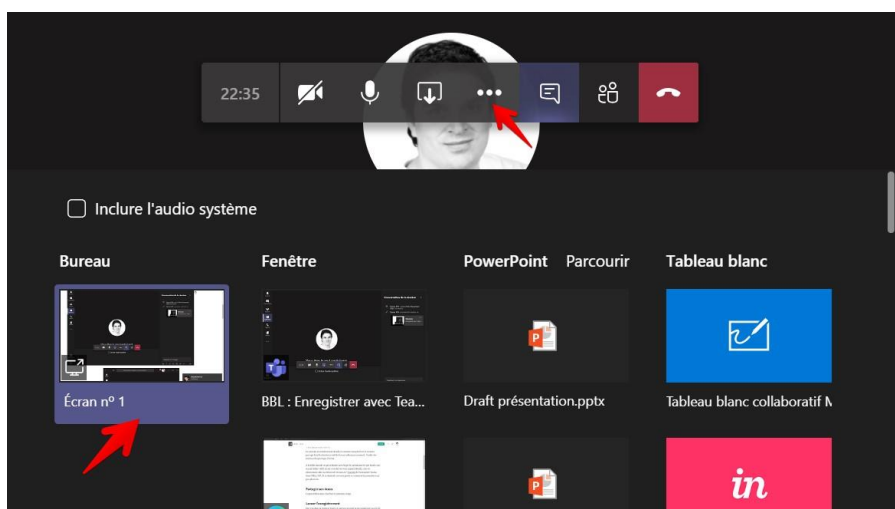 22:35
Inclure l'audio système
Bureau
Fenêtre
PowerPoint Parcourir
Tableau blanc
Écran nº 1
BBL : Enregistrer avec Tea...
Draft présentation.pptx
Tableau blanc collaboratif M
in